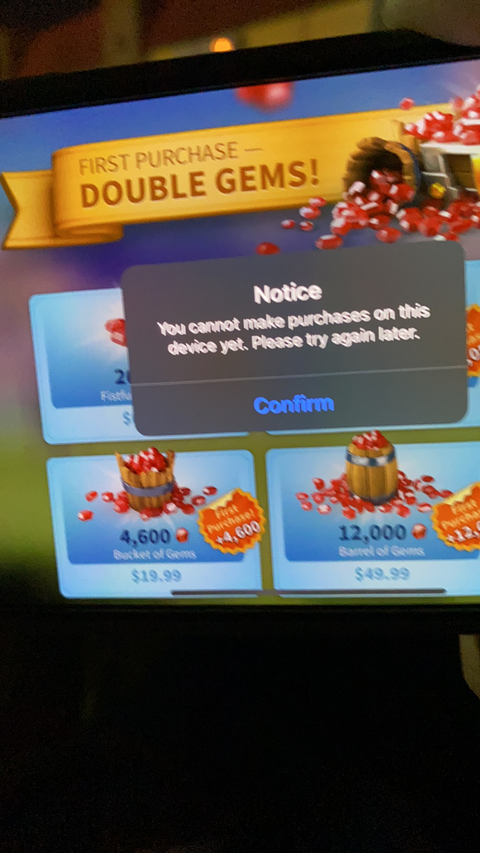 FIRST PURCHASE —
DOUBLE GEMS!
Notice
You cannot make purchases on this
device yet. Please try again later.
Confirm
4,600
Bucket of Gems
$19.99
First
Purchase!
+4,600
12,000
Barrel of Gems
$49.99
First